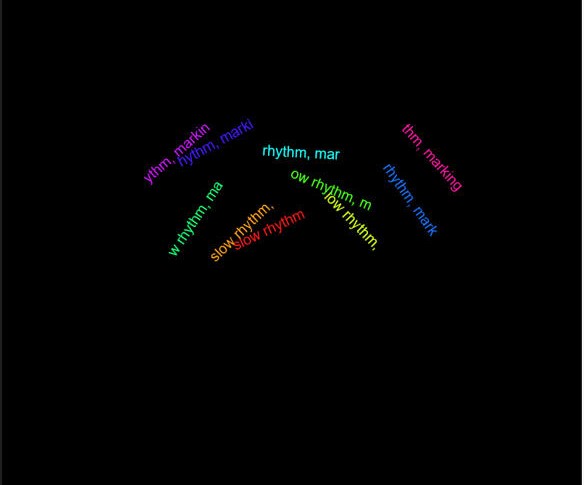 ythm, markin
hythm, marki
rhythm, mar
thm, marking
ow rhythm, m
rhythm, mark
w rhythm, ma
slow rhythm,
slow rhythm
low rhythm,